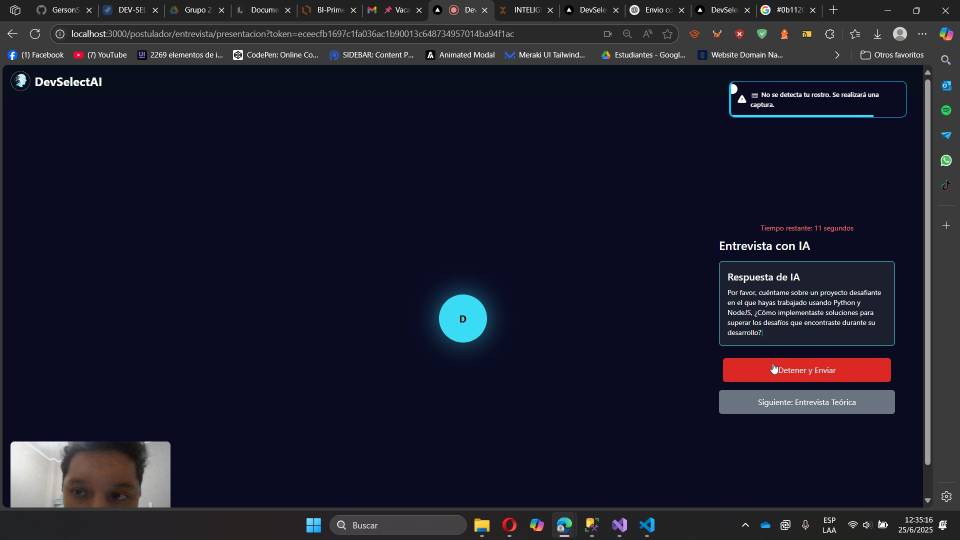 GersonS
DEV-SEL
Grupo 2
Docume
BI-Prime
Vaca
De
INTELIG
DevSele
Envio co
DevSele
#0b112
localhost:3000/postulador/entrevista/presentacion?token=eceecfb1697c1fa036ac1b90013c648734957014ba94f1ac
(1) Facebook
(7) YouTube
2269 elementos de i...
CodePen: Online Co...
SIDEBAR: Content P...
Animated Modal
Meraki UI Tailwind...
Estudiantes - Googl...
Website Domain Na...
Otros favoritos
DevSelectAI
No se detecta tu rostro. Se realizará una
captura.
Tiempo restante: 11 segundos
Entrevista con IA
Respuesta de IA
Por favor, cuéntame sobre un proyecto desafiante
en el que hayas trabajado usando Python y
NodeJS, ¿Cómo implementaste soluciones para
superar los desafíos que encontraste durante su
desarrollo?
D
Detener y Enviar
Siguiente: Entrevista Teórica
Buscar
ESP
LAA
12:35:16
25/6/2025